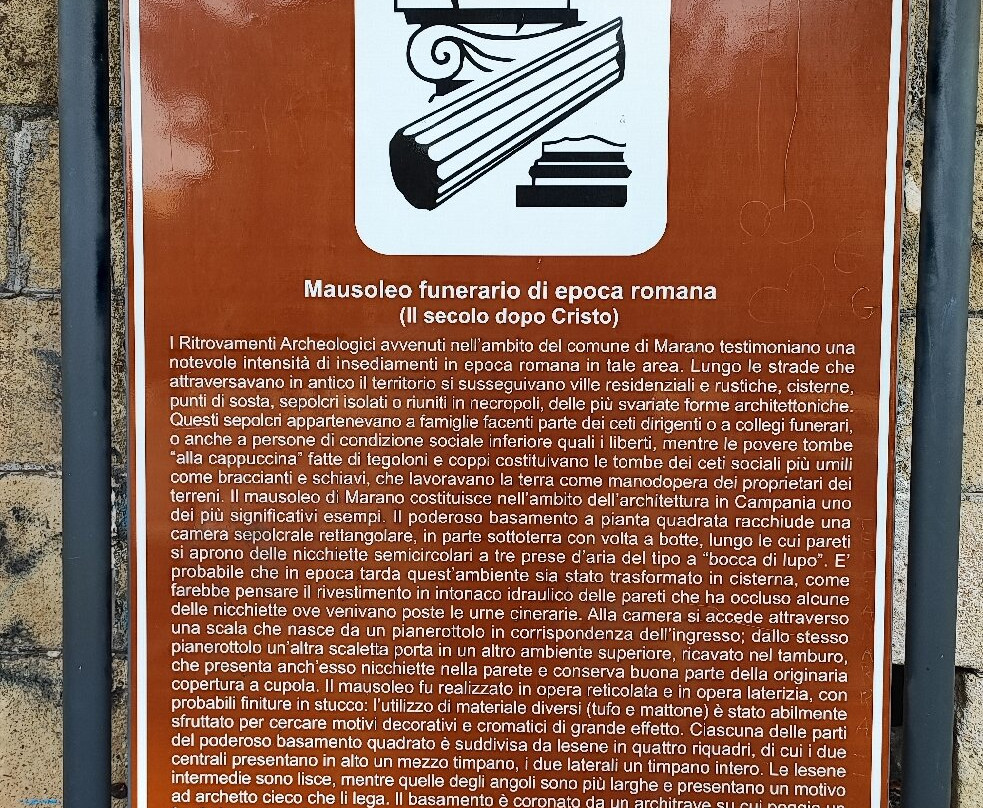 Mausoleo funerario di epoca romana
(II secolo dopo Cristo)
I Ritrovamenti Archeologici avvenuti nell'ambito del comune di Marano testimoniano una
notevole intensità di insediamenti in epoca romana in tale area. Lungo le strade che
attraversavano in antico il territorio si susseguivano ville residenziali e rustiche, cisterne,
punti di sosta, sepolcri isolati o riuniti in necropoli, delle più svariate forme architettoniche.
Questi sepolcri appartenevano a famiglie facenti parte dei ceti dirigenti o a collegi funerari,
o anche a persone di condizione sociale inferiore quali i liberti, mentre le povere tombe
“alla cappuccina” fatte di tegoloni e coppi costituivano le tombe dei ceti sociali più umili
come braccianti e schiavi, che lavoravano la terra come manodopera dei proprietari dei
terreni. Il mausoleo di Marano costituisce nell'ambito dell'architettura in Campania uno
dei più significativi esempi. Il poderoso basamento a pianta quadrata racchiude una
camera sepolcrale rettangolare, in parte sottoterra con volta a botte, lungo le cui pareti
si aprono delle nicchiette semicircolari a tre prese d'aria del tipo a “bocca di lupo”. E'
probabile che in epoca tarda quest'ambiente sia stato trasformato in cisterna, come
farebbe pensare il rivestimento in intonaco idraulico delle pareti che ha occluso alcune
delle nicchiette ove venivano poste le urne cinerarie. Alla camera si accede attraverso
una scala che nasce da un pianerottolo in corrispondenza dell'ingresso; dallo stesso
pianerottolo un'altra scaletta porta in un altro ambiente superiore, ricavato nel tamburo,
che presenta anch'esso nicchiette nella parete e conserva buona parte della originaria
copertura a cupola. Il mausoleo fu realizzato in opera reticolata e in opera laterizia, con
probabili finiture in stucco: l'utilizzo di materiale diversi (tufo e mattone) è stato abilmente
sfruttato per cercare motivi decorativi e cromatici di grande effetto. Ciascuna delle parti
del poderoso basamento quadrato è suddivisa da lesene in quattro riquadri, di cui i due
centrali presentano in alto un mezzo timpano, i due laterali un timpano intero. Le lesene
intermedie sono lisce, mentre quelle degli angoli sono più larghe e presentano un motivo
ad archetto cieco che li lega. Il basamento è coronato da un architrave su cui poggia un